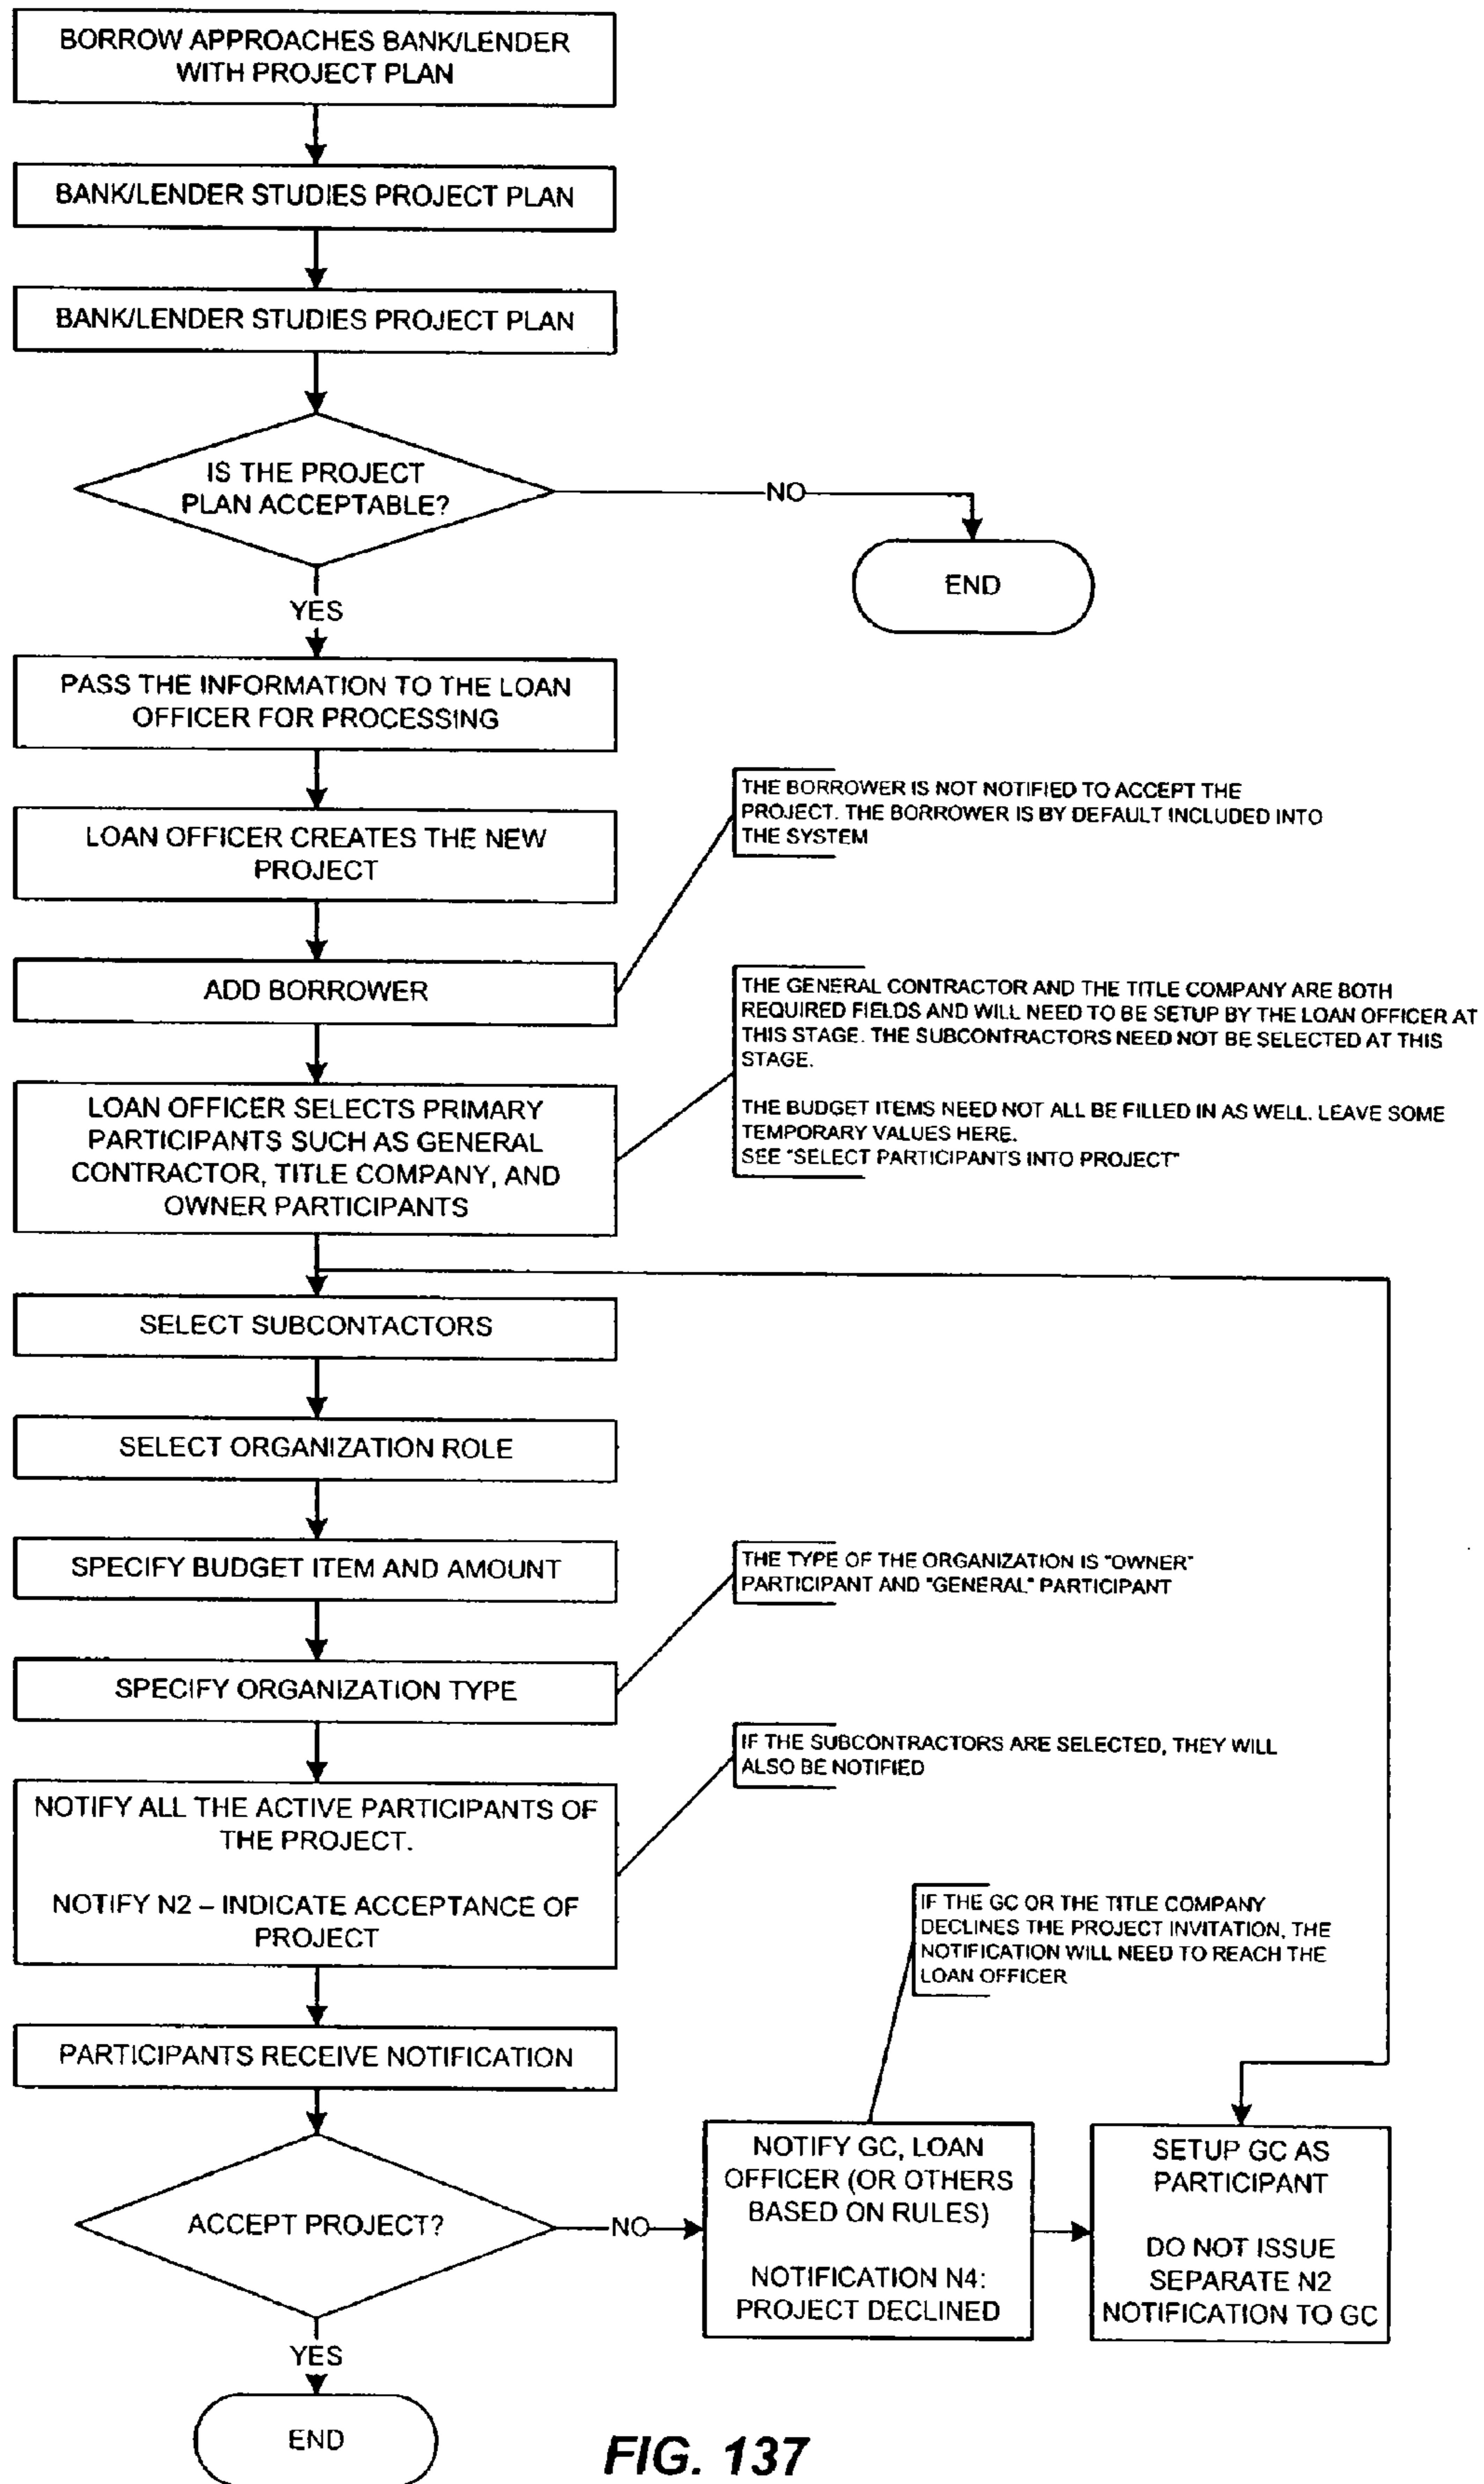 BORROW APPROACHES BANK/LENDER
WITH PROJECT PLAN
BANK/LENDER STUDIES PROJECT PLAN
BANK/LENDER STUDIES PROJECT PLAN
IS THE PROJECT
PLAN ACCEPTABLE?
NO
END
YES
PASS THE INFORMATION TO THE LOAN
OFFICER FOR PROCESSING
LOAN OFFICER CREATES THE NEW
PROJECT
THE BORROWER IS NOT NOTIFIED TO ACCEPT THE
PROJECT. THE BORROWER IS BY DEFAULT INCLUDED INTO
THE SYSTEM
ADD BORROWER
THE GENERAL CONTRACTOR AND THE TITLE COMPANY ARE BOTH
REQUIRED FIELDS AND WILL NEED TO BE SETUP BY THE LOAN OFFICER AT
THIS STAGE. THE SUBCONTRACTORS NEED NOT BE SELECTED AT THIS
STAGE.
THE BUDGET ITEMS NEED NOT ALL BE FILLED IN AS WELL. LEAVE SOME
TEMPORARY VALUES HERE.
SEE "SELECT PARTICIPANTS INTO PROJECT"
LOAN OFFICER SELECTS PRIMARY
PARTICIPANTS SUCH AS GENERAL
CONTRACTOR, TITLE COMPANY, AND
OWNER PARTICIPANTS
SELECT SUBCONTACTORS
SELECT ORGANIZATION ROLE
SPECIFY BUDGET ITEM AND AMOUNT
THE TYPE OF THE ORGANIZATION IS "OWNER"
PARTICIPANT AND "GENERAL" PARTICIPANT
SPECIFY ORGANIZATION TYPE
IF THE SUBCONTRACTORS ARE SELECTED, THEY WILL
ALSO BE NOTIFIED
NOTIFY ALL THE ACTIVE PARTICIPANTS OF
THE PROJECT.
NOTIFY N2 – INDICATE ACCEPTANCE OF
PROJECT
IF THE GC OR THE TITLE COMPANY
DECLINES THE PROJECT INVITATION, THE
NOTIFICATION WILL NEED TO REACH THE
LOAN OFFICER
PARTICIPANTS RECEIVE NOTIFICATION
ACCEPT PROJECT?
NO
NOTIFY GC, LOAN
OFFICER (OR OTHERS
BASED ON RULES)
NOTIFICATION N4:
PROJECT DECLINED
SETUP GC AS
PARTICIPANT
DO NOT ISSUE
SEPARATE N2
NOTIFICATION TO GC
YES
END
FIG. 137